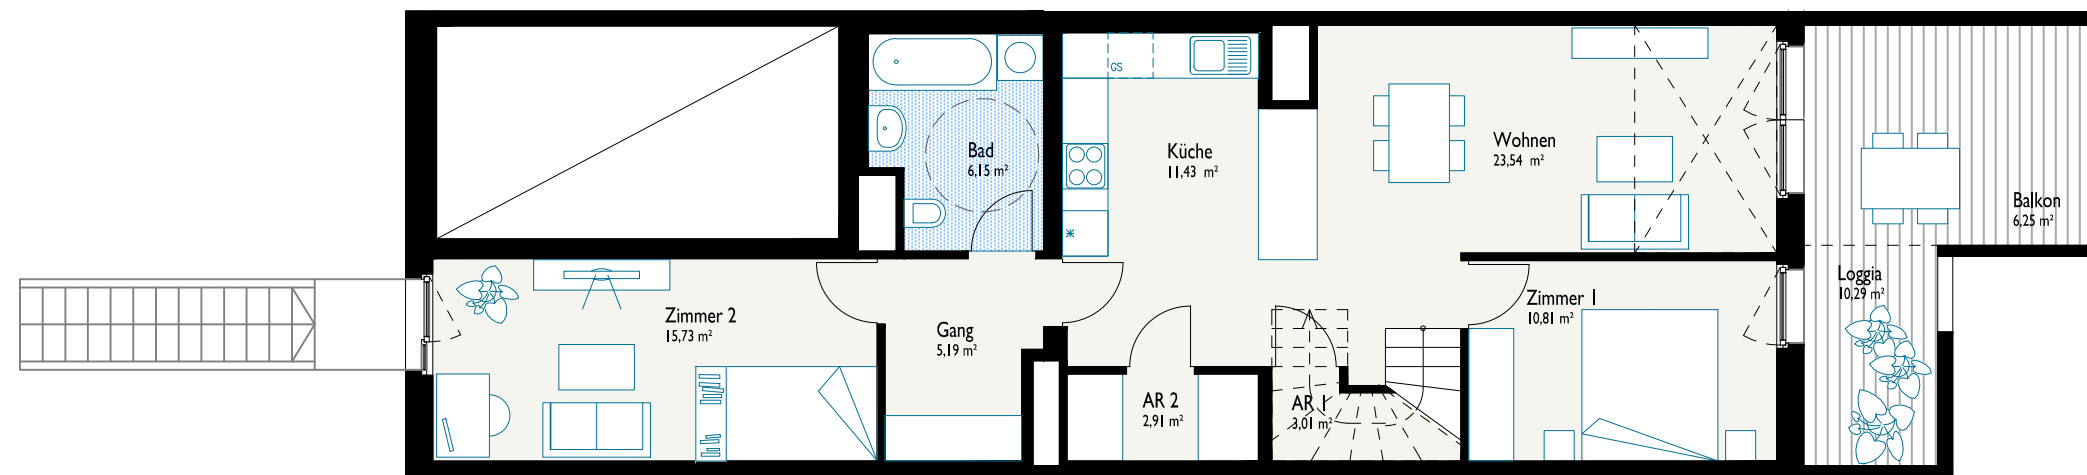 GS
Bad
6,15 m²
Küche
11,43 m²
Wohnen
23,54 m²
Balkon
6,25 m²
Loggia
10,29 m²
Zimmer 2
15,73 m²
Gang
5,19 m²
Zimmer 1
10,81 m²
AR 2
2,91 m²
AR 1
3,01 m²